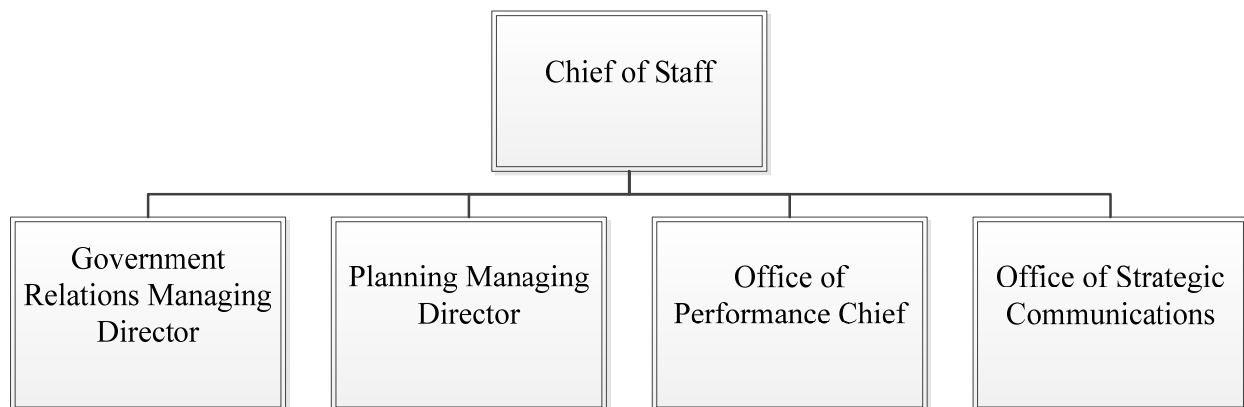 Chief of Staff
Government
Relations Managing
Director
Planning Managing
Director
Office of
Performance Chief
Office of Strategic
Communications